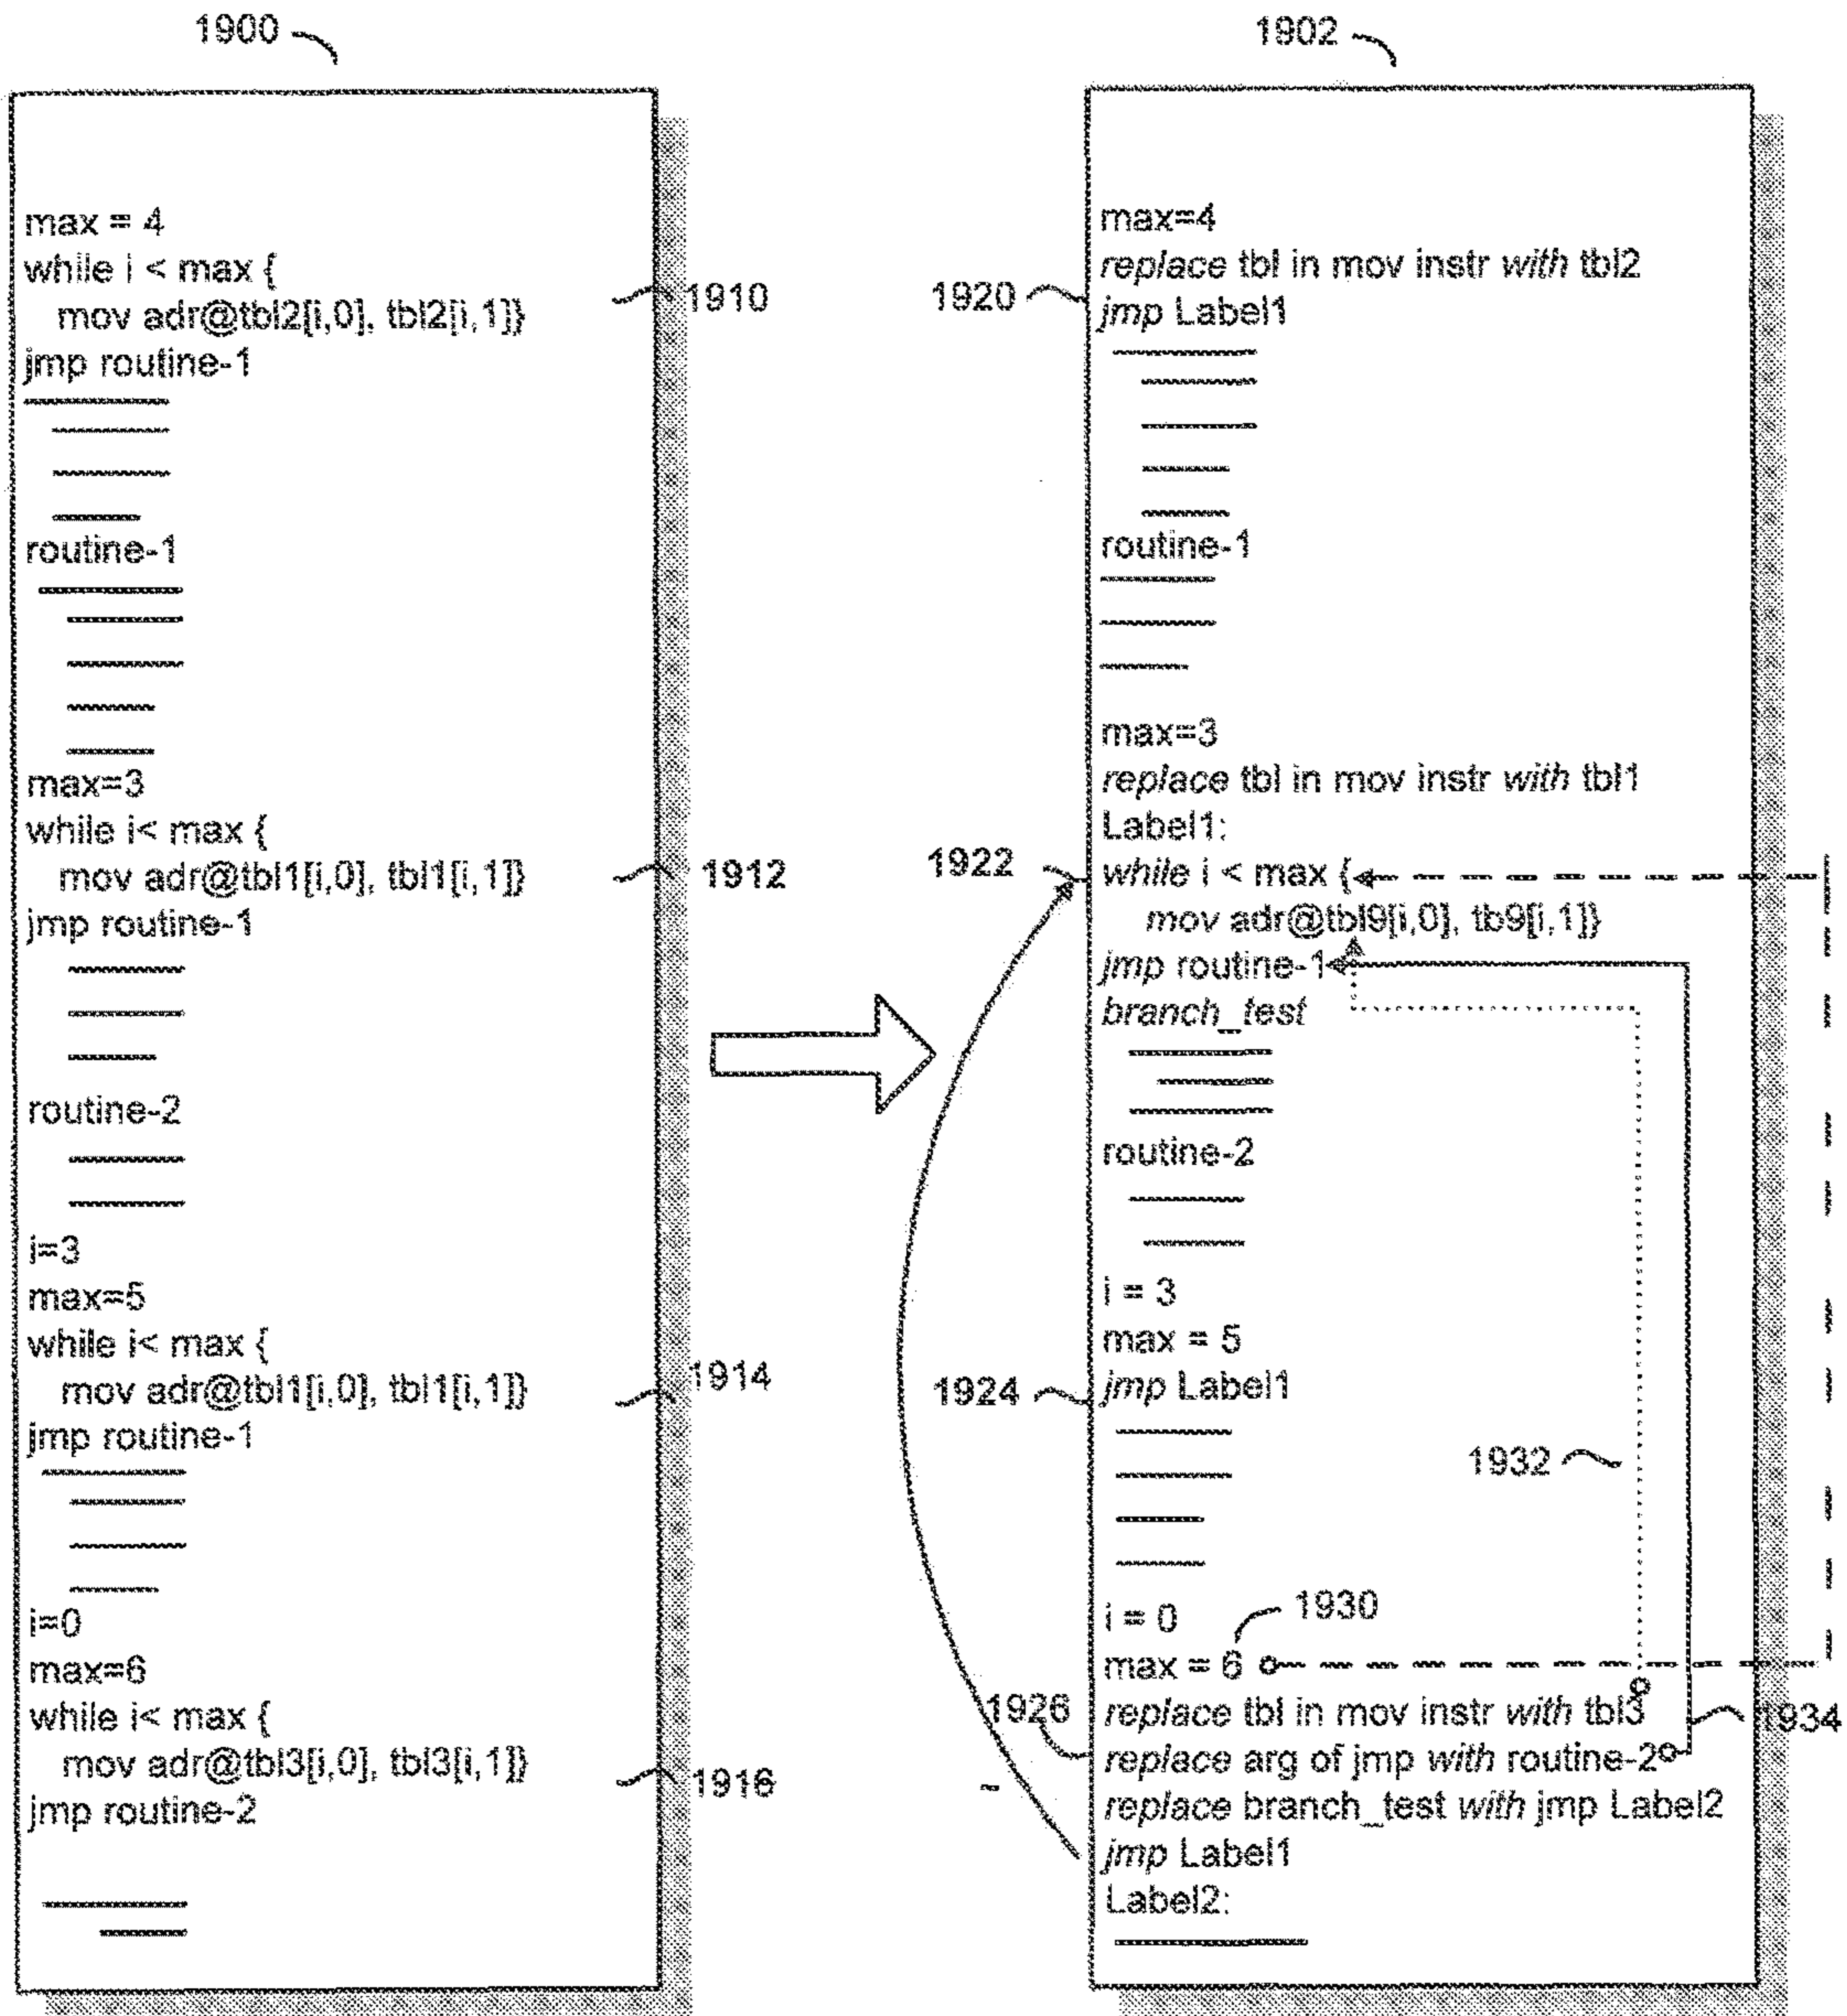 1900
max = 4
while i < max {
mov adr@tbl2[i,0], tbl2[i,1]}
1910
jmp routine-1
routine-1
max=3
while i< max {
mov adr@tbl1[i,0], tbl1[i,1]}
1912
jmp routine-1
routine-2
i=3
max=5
while i< max {
mov adr@tbl1[i,0], tbl1[i,1]}
1914
jmp routine-1
i=0
max=6
while i< max {
mov adr@tbl3[i,0], tbl3[i,1]}
1916
jmp routine-2
1902
max=4
replace tbl in mov instr with tbl2
1920
jmp Label1
routine-1
max=3
replace tbl in mov instr with tbl1
Label1:
1922
while i < max {
mov adr@tbl9[i,0], tb9[i,1]}
jmp routine-1
branch_test
routine-2
i = 3
max = 5
1924
jmp Label1
1932
i = 0
1930
max = 6
1926
replace tbl in mov instr with tbl3
1934
replace arg of jmp with routine-2
replace branch_test with jmp Label2
jmp Label1
Label2: